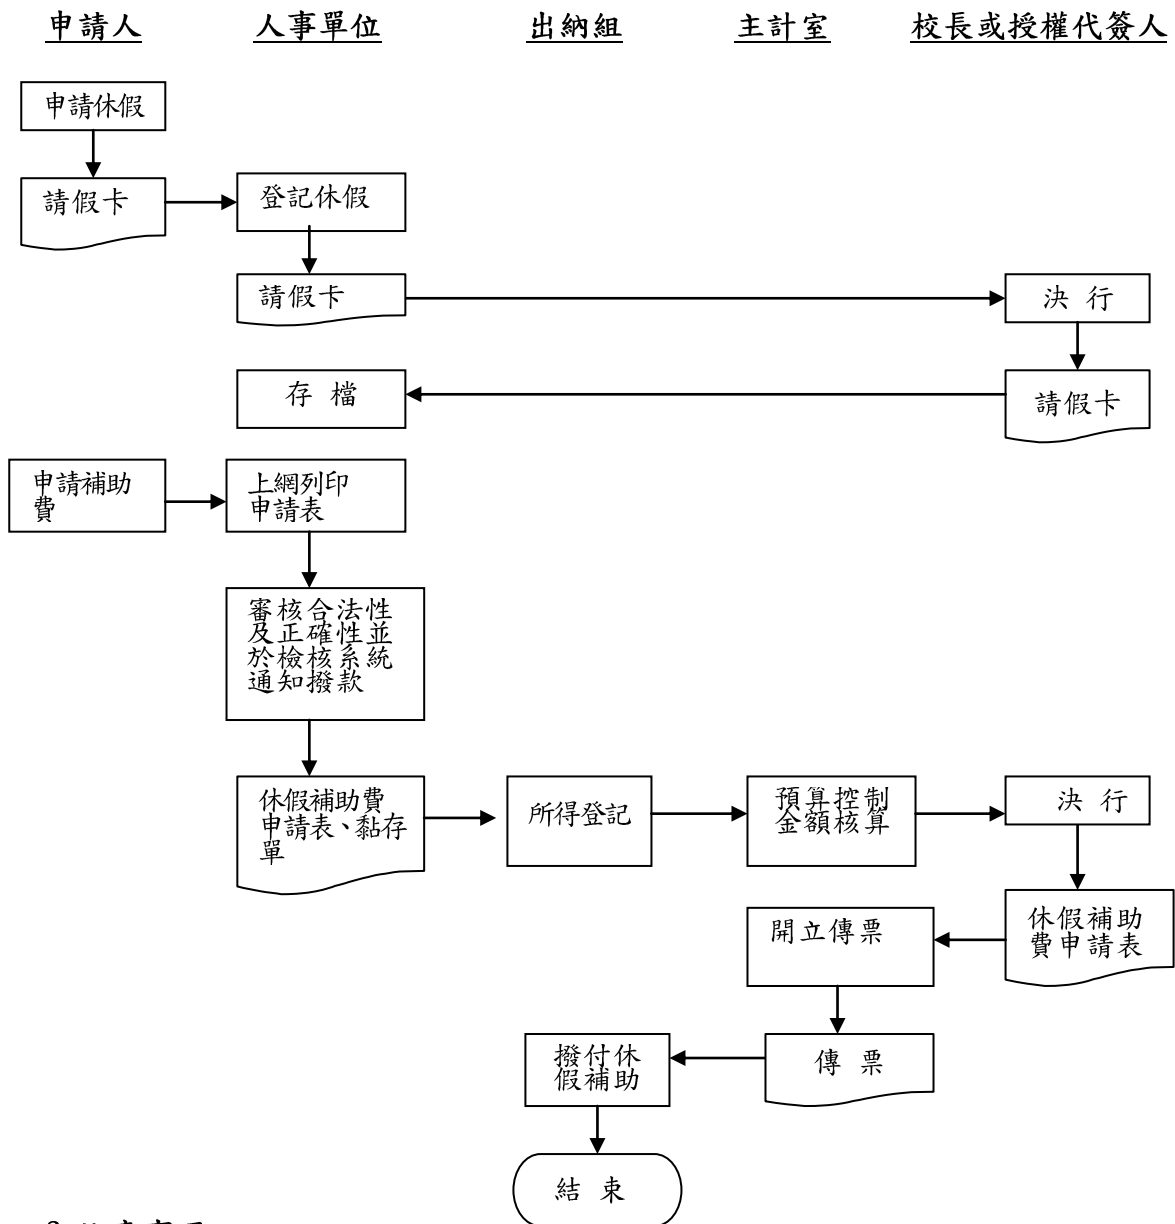 申請人 人事單位 出納組 主計室 校長或授權代簽人
申請休假
請假卡
登記休假
請假卡
決 行
請假卡
存 檔
申請補助
費
上網列印
申請表
審核合法性
及正確性並
於檢核系統
通知撥款
休假補助費
申請表、黏存
單
所得登記
預算控制
金額核算
決 行
休假補助
費申請表
開立傳票
傳 票
撥付休
假補助
結 束